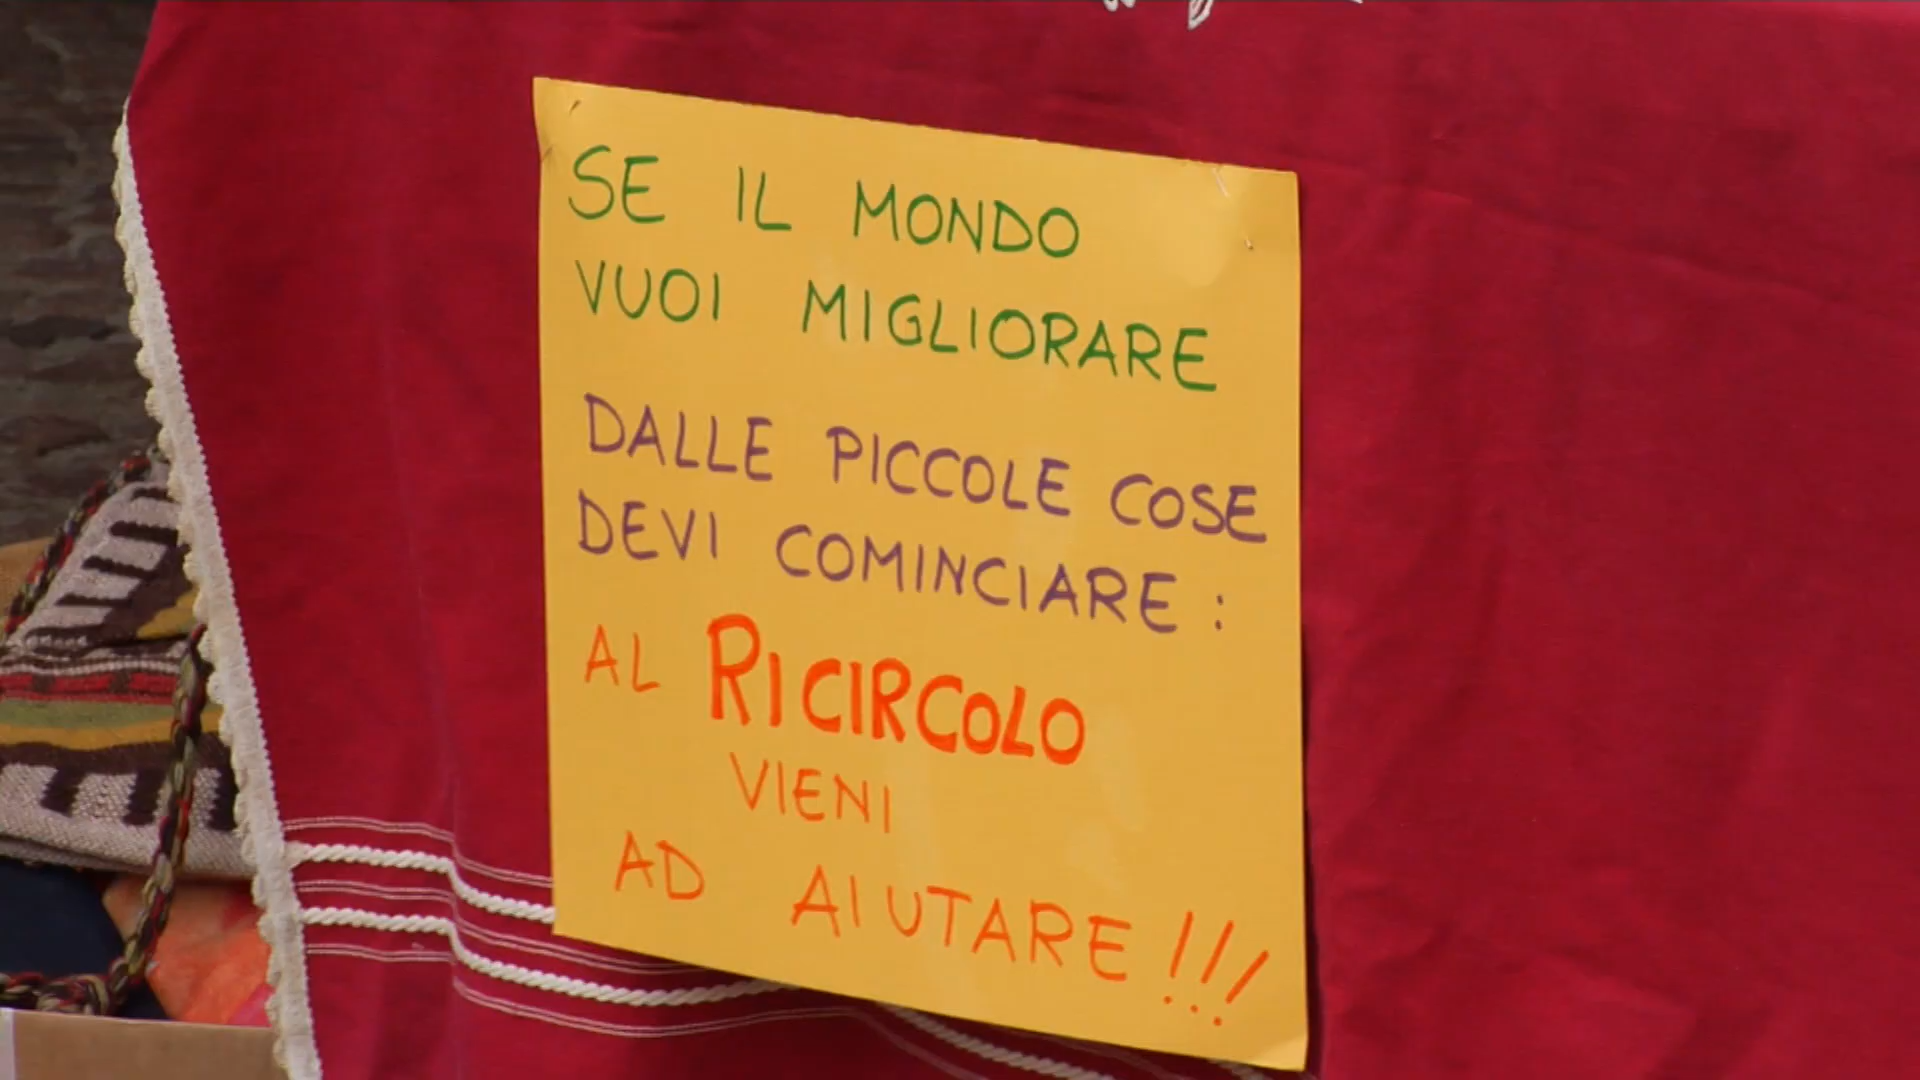 SE IL MONDO
VUOI MIGLIORARE
DALLE PICCOLE COSE
DEVI COMINCIARE:
AL RICIRCOLO
VIENI
AD AIUTARE!!!